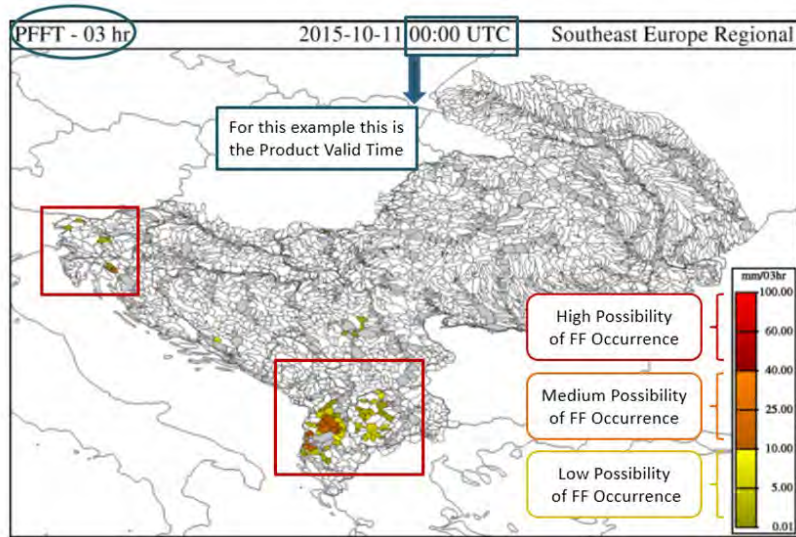 PFFT - 03 hr
2015-10-11 00:00 UTC
Southeast Europe Regional
For this example this is
the Product Valid Time
mm/03hr
100.00
60.00
40.00
25.00
10.00
5.00
0.01
High Possibility
of FF Occurrence
Medium Possibility
of FF Occurrence
Low Possibility
of FF Occurrence